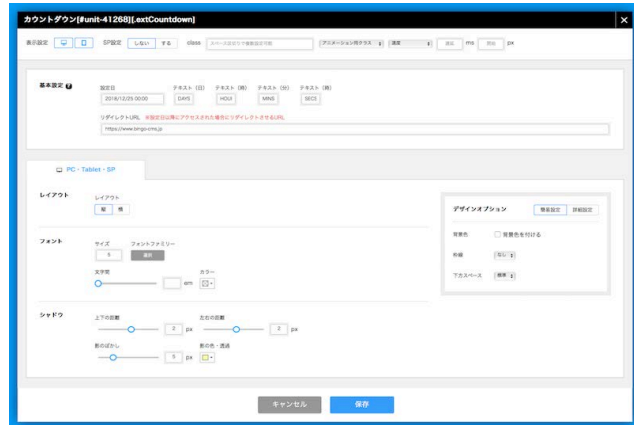 カウントダウン[#unit-41268][.extCountdown]
表示設定 SP設定 しない する class スペース区切りで複数設定可能 アニメーション用クラス 速度 ms px
基本設定
設定日 テキスト（日） テキスト（時） テキスト（分） テキスト（秒）
2018/12/25 00:00 DAYS HOUR MINS SECS
リダイレクトURL ※設定日以降にアクセスされた場合にリダイレクトさせるURL
https://www.bingo-cms.jp
PC・Tablet・SP
レイアウト
レイアウト
縦 横
デザインオプション 簡易設定 詳細設定
背景色 背景色を付ける
枠線 なし
下方スペース 標準
フォント
サイズ フォントファミリー
5 選択
文字間 カラー
em
シャドウ
上下の距離 左右の距離
2 px 2 px
影のぼかし 影の色・透過
5 px
キャンセル 保存